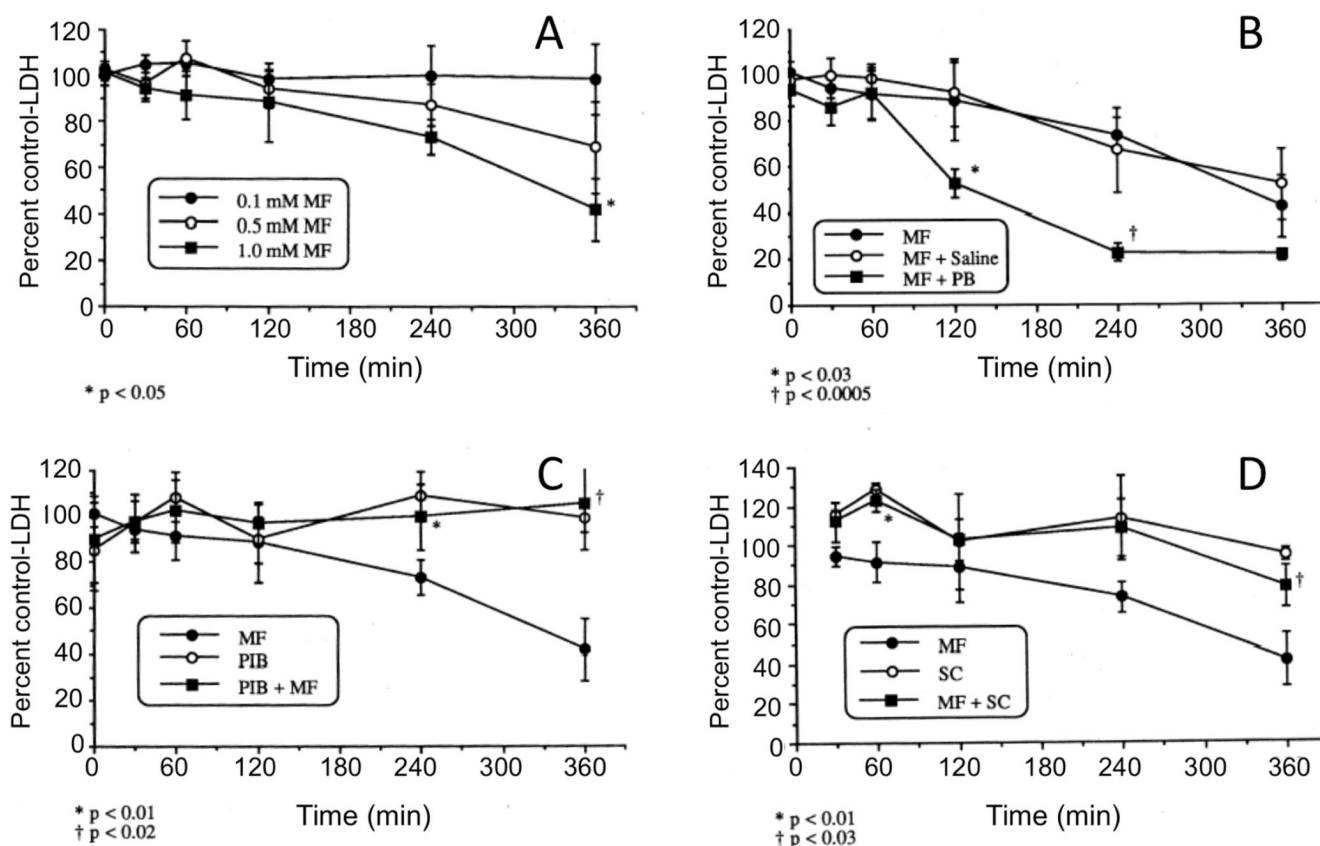 A
Percent control-LDH
120
100
80
60
40
20
0
0.1 mM MF
0.5 mM MF
1.0 mM MF
*
0 60 120 240 300 360
Time (min)
* p < 0.05
B
Percent control-LDH
120
100
80
60
40
20
0
*
†
MF
MF + Saline
MF + PB
0 60 120 240 300 360
Time (min)
* p < 0.03
† p < 0.0005
C
Percent control-LDH
120
100
80
60
40
20
0
†
*
MF
PIB
PIB + MF
0 60 120 180 240 300 360
Time (min)
* p < 0.01
† p < 0.02
D
Percent control-LDH
140
120
100
80
60
40
20
0
*
†
MF
SC
MF + SC
0 60 120 180 240 300 360
Time (min)
* p < 0.01
† p < 0.03